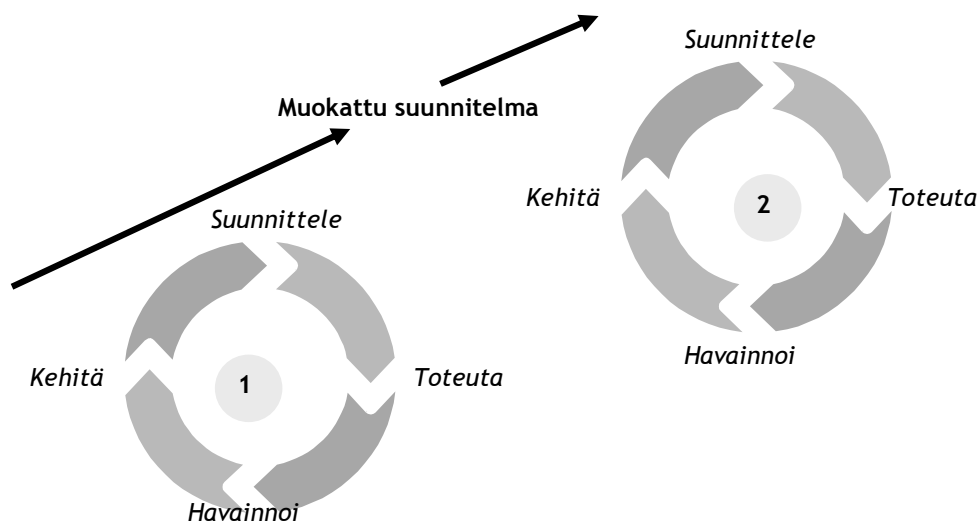 Suunnittele
Muokattu suunnitelma
Kehitä
2
Toteuta
Suunnittele
Havainnoi
Kehitä
1
Toteuta
Havainnoi